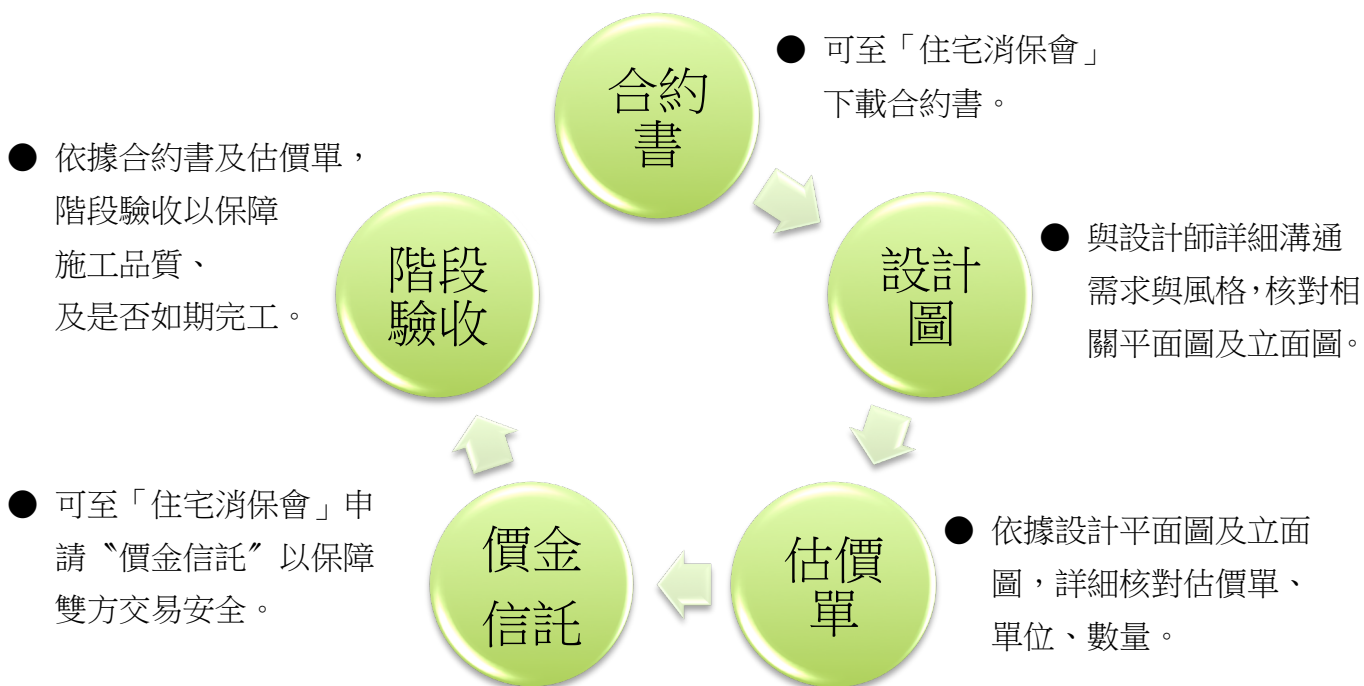 合約
書
● 可至「住宅消保會」
下載合約書。
設計
圖
● 與設計師詳細溝通
需求與風格,核對相
關平面圖及立面圖。
估價
單
● 依據設計平面圖及立面
圖，詳細核對估價單、
單位、數量。
價金
信託
● 可至「住宅消保會」申
請〝價金信託〞以保障
雙方交易安全。
階段
驗收
● 依據合約書及估價單，
階段驗收以保障
施工品質、
及是否如期完工。